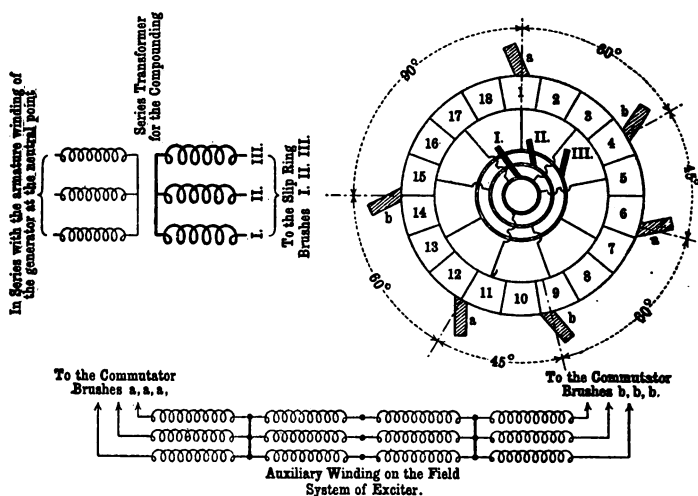 In Series with the armature winding of
the generator at the neutral point.
Series Transformer
for the Compounding
III.
II.
I.
To the Slip Ring
Brushes I. II. III.
90°
60°
45°
60°
45°
60°
a
b
a
b
a
b
1
2
3
4
5
6
7
8
9
10
11
12
13
14
15
16
17
18
I.
II.
III.
To the Commutator
Brushes a, a, a,
To the Commutator
Brushes b, b, b.
Auxiliary Winding on the Field
System of Exciter.